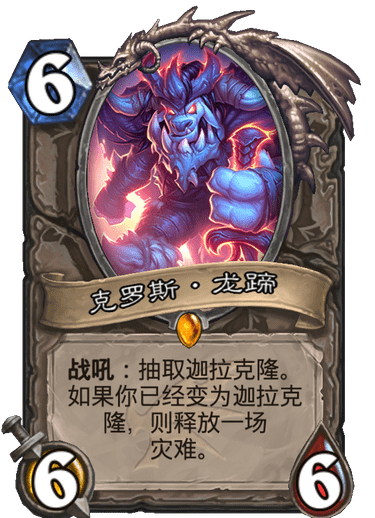 6
克罗斯·龙蹄
战吼：抽取迦拉克隆。
如果你已经变为迦拉克
隆，则释放一场
灾难。
6
6